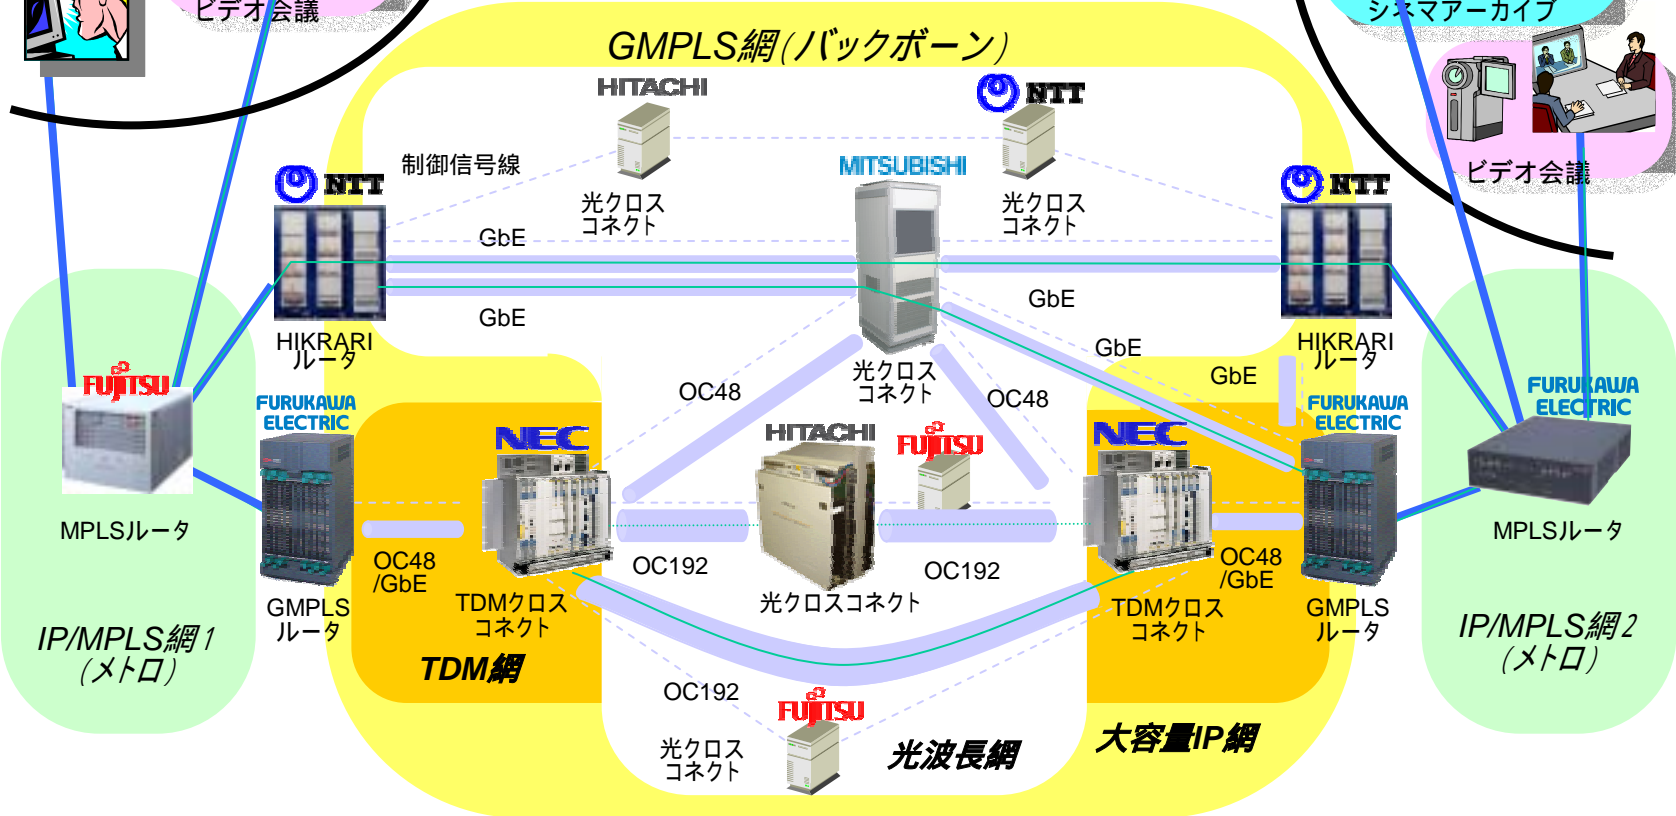 ビデオ会議
シネマアーカイブ
GMPLS網(バックボーン)
HITACHI
NTT
ビデオ会議
制御信号線
MITSUBISHI
NTT
NTT
光クロス
コネクト
光クロス
コネクト
GbE
GbE
GbE
HIKRARI
ルータ
HIKRARI
ルータ
GbE
GbE
光クロス
コネクト
FUJITSU
OC48
OC48
FURUKAWA
ELECTRIC
FURUKAWA
ELECTRIC
FURUKAWA
ELECTRIC
NEC
HITACHI
FUJITSU
NEC
MPLSルータ
MPLSルータ
OC48
/GbE
OC192
OC192
OC48
/GbE
GMPLS
ルータ
TDMクロス
コネクト
光クロスコネクト
TDMクロス
コネクト
GMPLS
ルータ
IP/MPLS網1
(メトロ)
IP/MPLS網2
(メトロ)
TDM網
OC192
FUJITSU
光クロス
コネクト
光波長網
大容量IP網